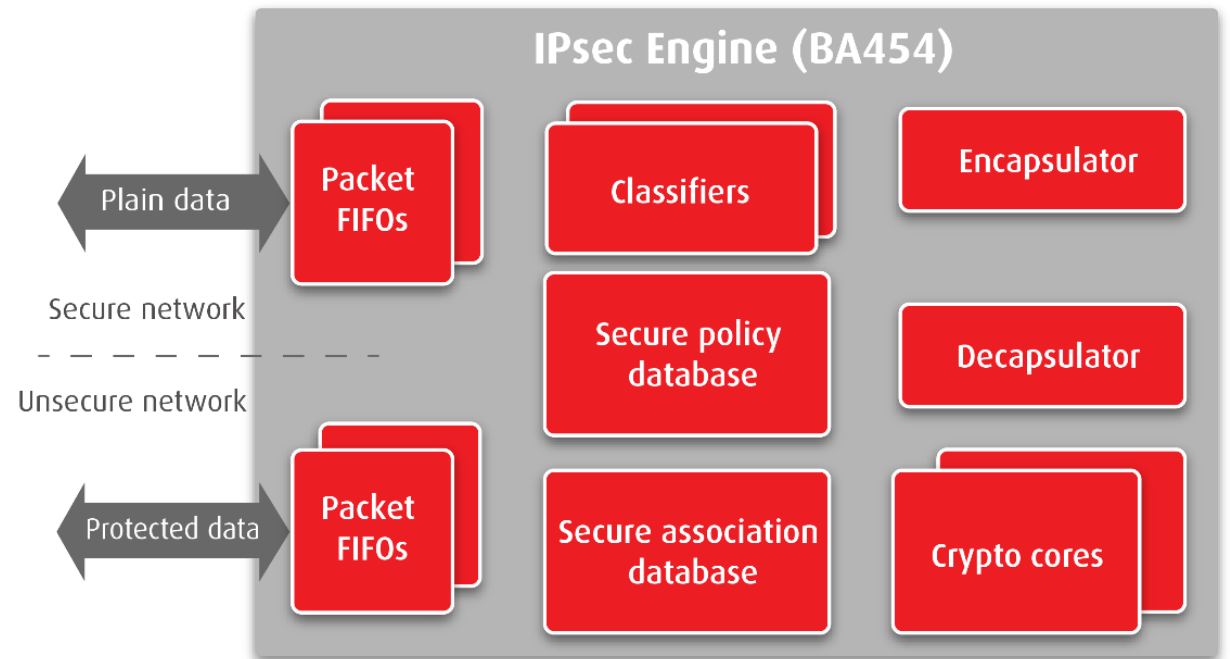 IPsec Engine (BA454)
Plain data
Packet
FIFOs
Classifiers
Encapsulator
Secure network
Unsecure network
Secure policy
database
Decapsulator
Protected data
Packet
FIFOs
Secure association
database
Crypto cores